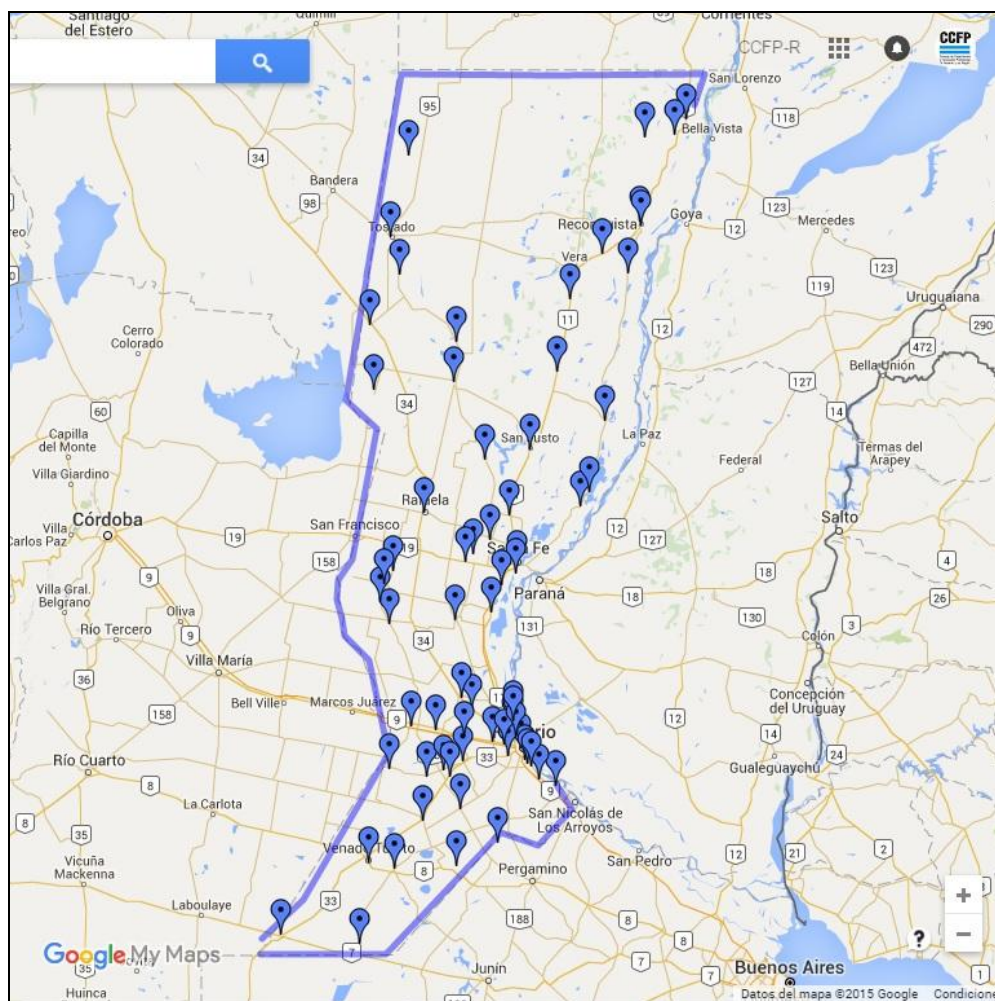 Santiago
del Estero
Quimili
89
Corrientes
CCFP-R
CCFP
San Lorenzo
95
118
Bella Vista
34
Bandera
98
Tostado
Reconquista
Goya
12
123
Mercedes
Vera
123
119
Uruguaiana
11
12
290
Cerro
Colorado
472
Bella Unión
127
34
14
60
Capilla
del Monte
San Justo
La Paz
Federal
Termas del
Arapey
Villa Giardino
Rafaela
Córdoba
San Francisco
12
127
Salto
Villa
Carlos Paz
19
19
158
Santa Fe
9
18
4
Villa Gral.
Belgrano
Paraná
18
26
Oliva
130
Río Tercero
9
131
Colón
3
34
36
Villa María
Bell Ville
Marcos Juárez
Concepción
del Uruguay
158
9
12
Rosario
14
24
Río Cuarto
33
Gualeguaychú
8
8
9
La Carlota
San Nicolás de
Los Arroyos
8
35
Venado Tuerto
San Pedro
12
21
2
Vicuña
Mackenna
8
Pergamino
Laboulaye
33
188
8
8
7
Google My Maps
35
7
Junín
7
7
1
Huinca
Buenos Aires
Datos del mapa ©2015 Google Condicione